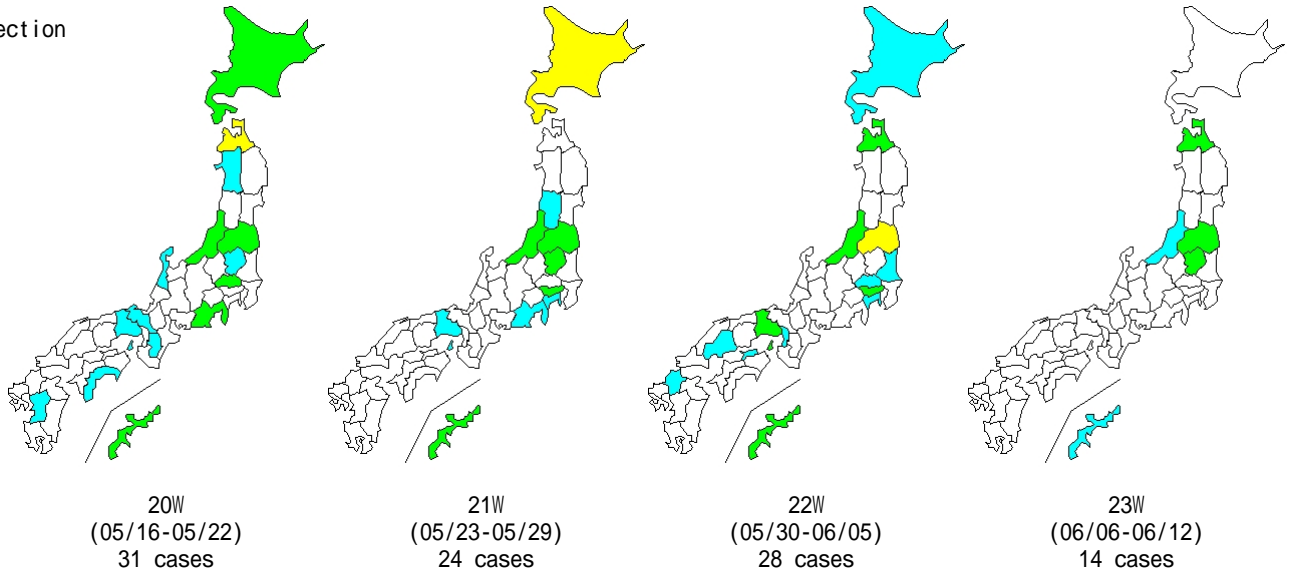 ection
20W
(05/16-05/22)
31 cases
21W
(05/23-05/29)
24 cases
22W
(05/30-06/05)
28 cases
23W
(06/06-06/12)
14 cases